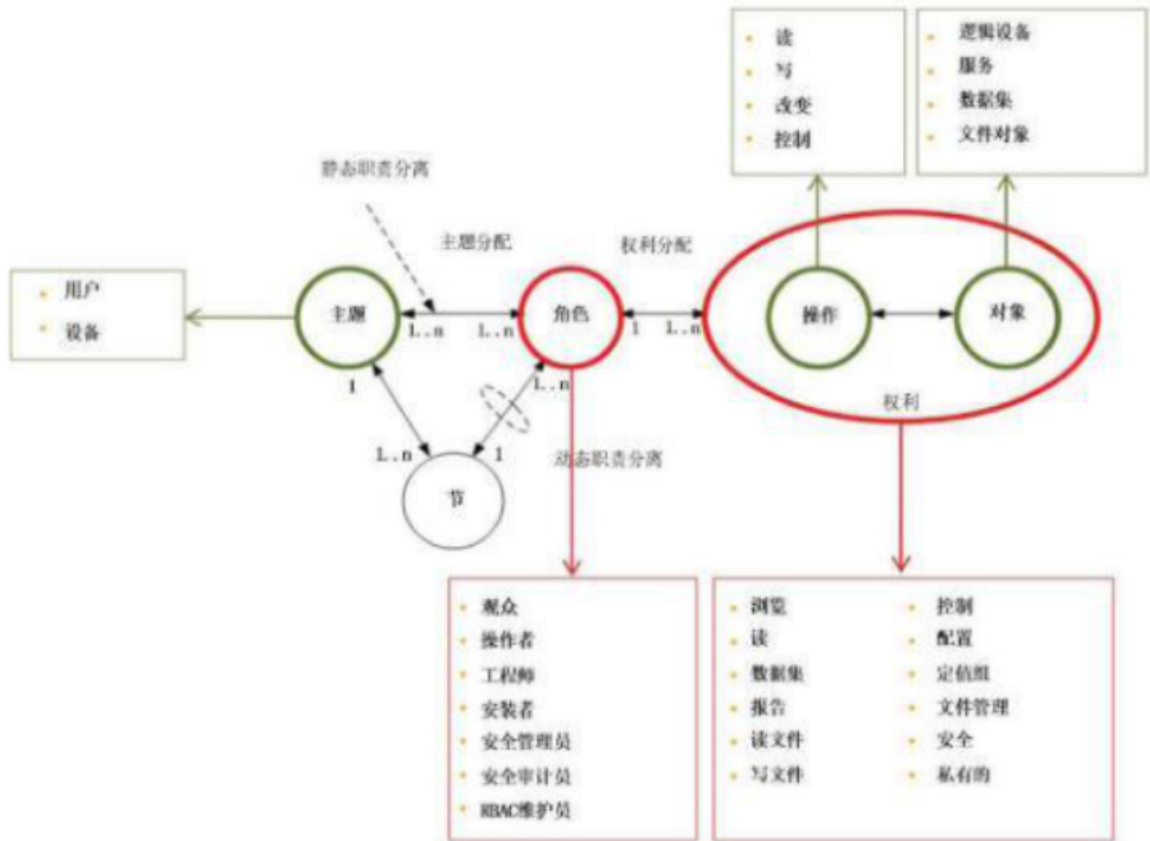 读
写
改变
控制
逻辑设备
服务
数据集
文件对象
静态职责分离
主题分配
权利分配
用户
设备
主题
1..n
1..n
角色
1
1..n
操作
对象
权利
1
1..n
节
1
1..n
动态职责分离
观众
操作者
工程师
安装者
安全管理员
安全审计员
RBAC维护员
浏览
读
数据集
报告
读文件
写文件
控制
配置
定值组
文件管理
安全
私有的